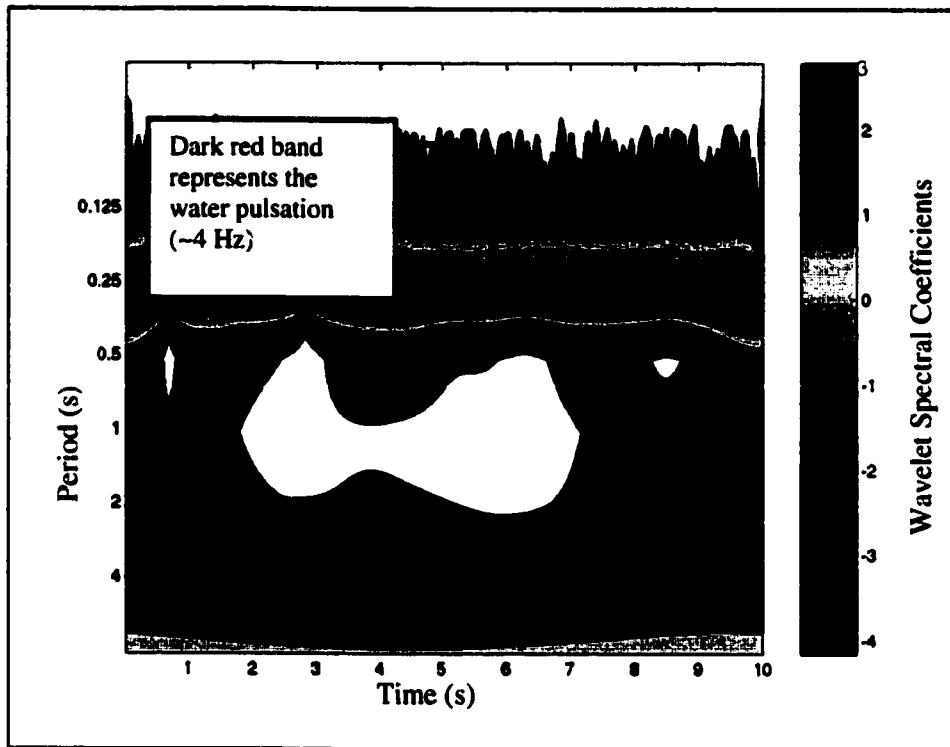 Dark red band
represents the
water pulsation
(~4 Hz)
0.125
0.25
0.5
1
2
4
Period (s)
1 2 3 4 5 6 7 8 9 10
Time (s)
3
2
1
0
-1
-2
-3
-4
Wavelet Spectral Coefficients